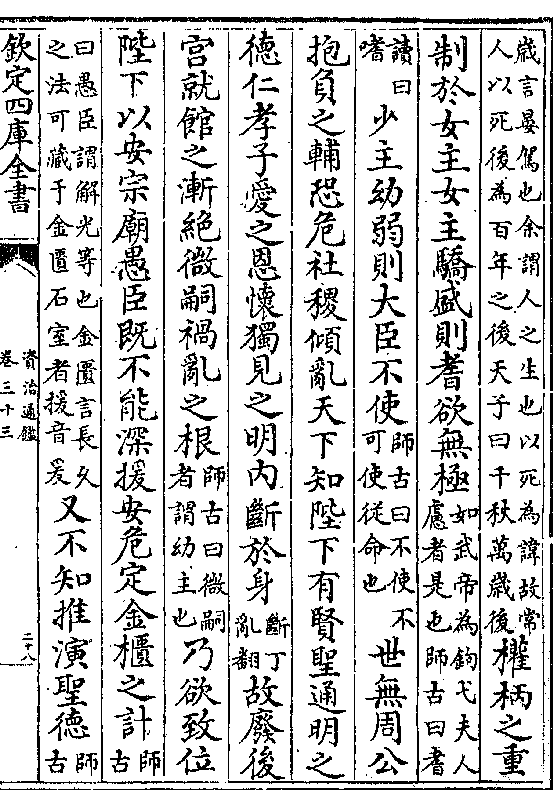 歲言晏駕也余謂人之生也以死為諱故常
人以死後為百年之後天子曰千秋萬歲後
權柄之重
制於女主女主驕盛則耆欲無極
如武帝為鉤弋夫人
慮者是也師古曰耆
讀曰
嗜
少主幼弱則大臣不使
師古曰不使不
可使從命也
世無周公
抱負之輔恐危社稷傾亂天下知陛下有賢聖通明之
德仁孝子愛之恩懷獨見之明內斷於身
斷丁
亂翻
故廢後
宮就館之漸絶微嗣禍亂之根
師古曰微嗣
者謂幼主也
乃欲致位
陛下以安宗廟愚臣既不能深援安危定金櫃之計
師
古
曰愚臣謂解光等也金匱言長久
之法可藏于金匱石室者援音爰
又不知推演聖德
師
古
欽定四庫全書
資治通鑑
卷三十三
二十八